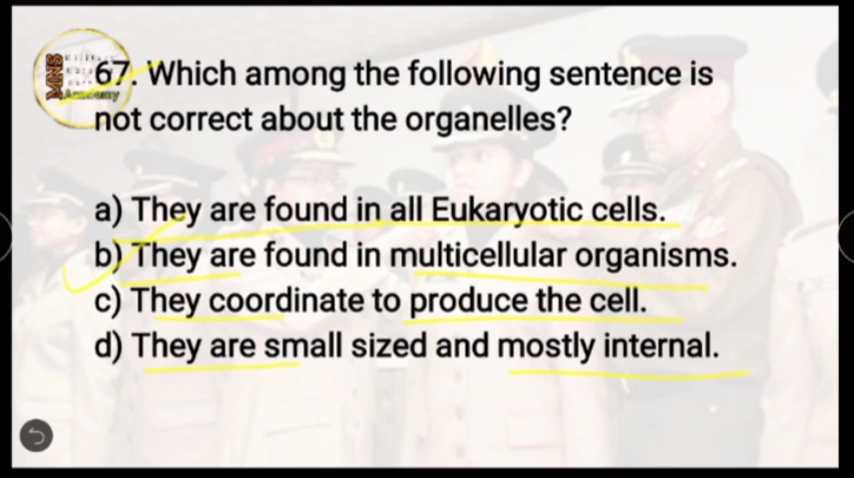 MNS
Academy
67. Which among the following sentence is
not correct about the organelles?
a) They are found in all Eukaryotic cells.
b) They are found in multicellular organisms.
c) They coordinate to produce the cell.
d) They are small sized and mostly internal.